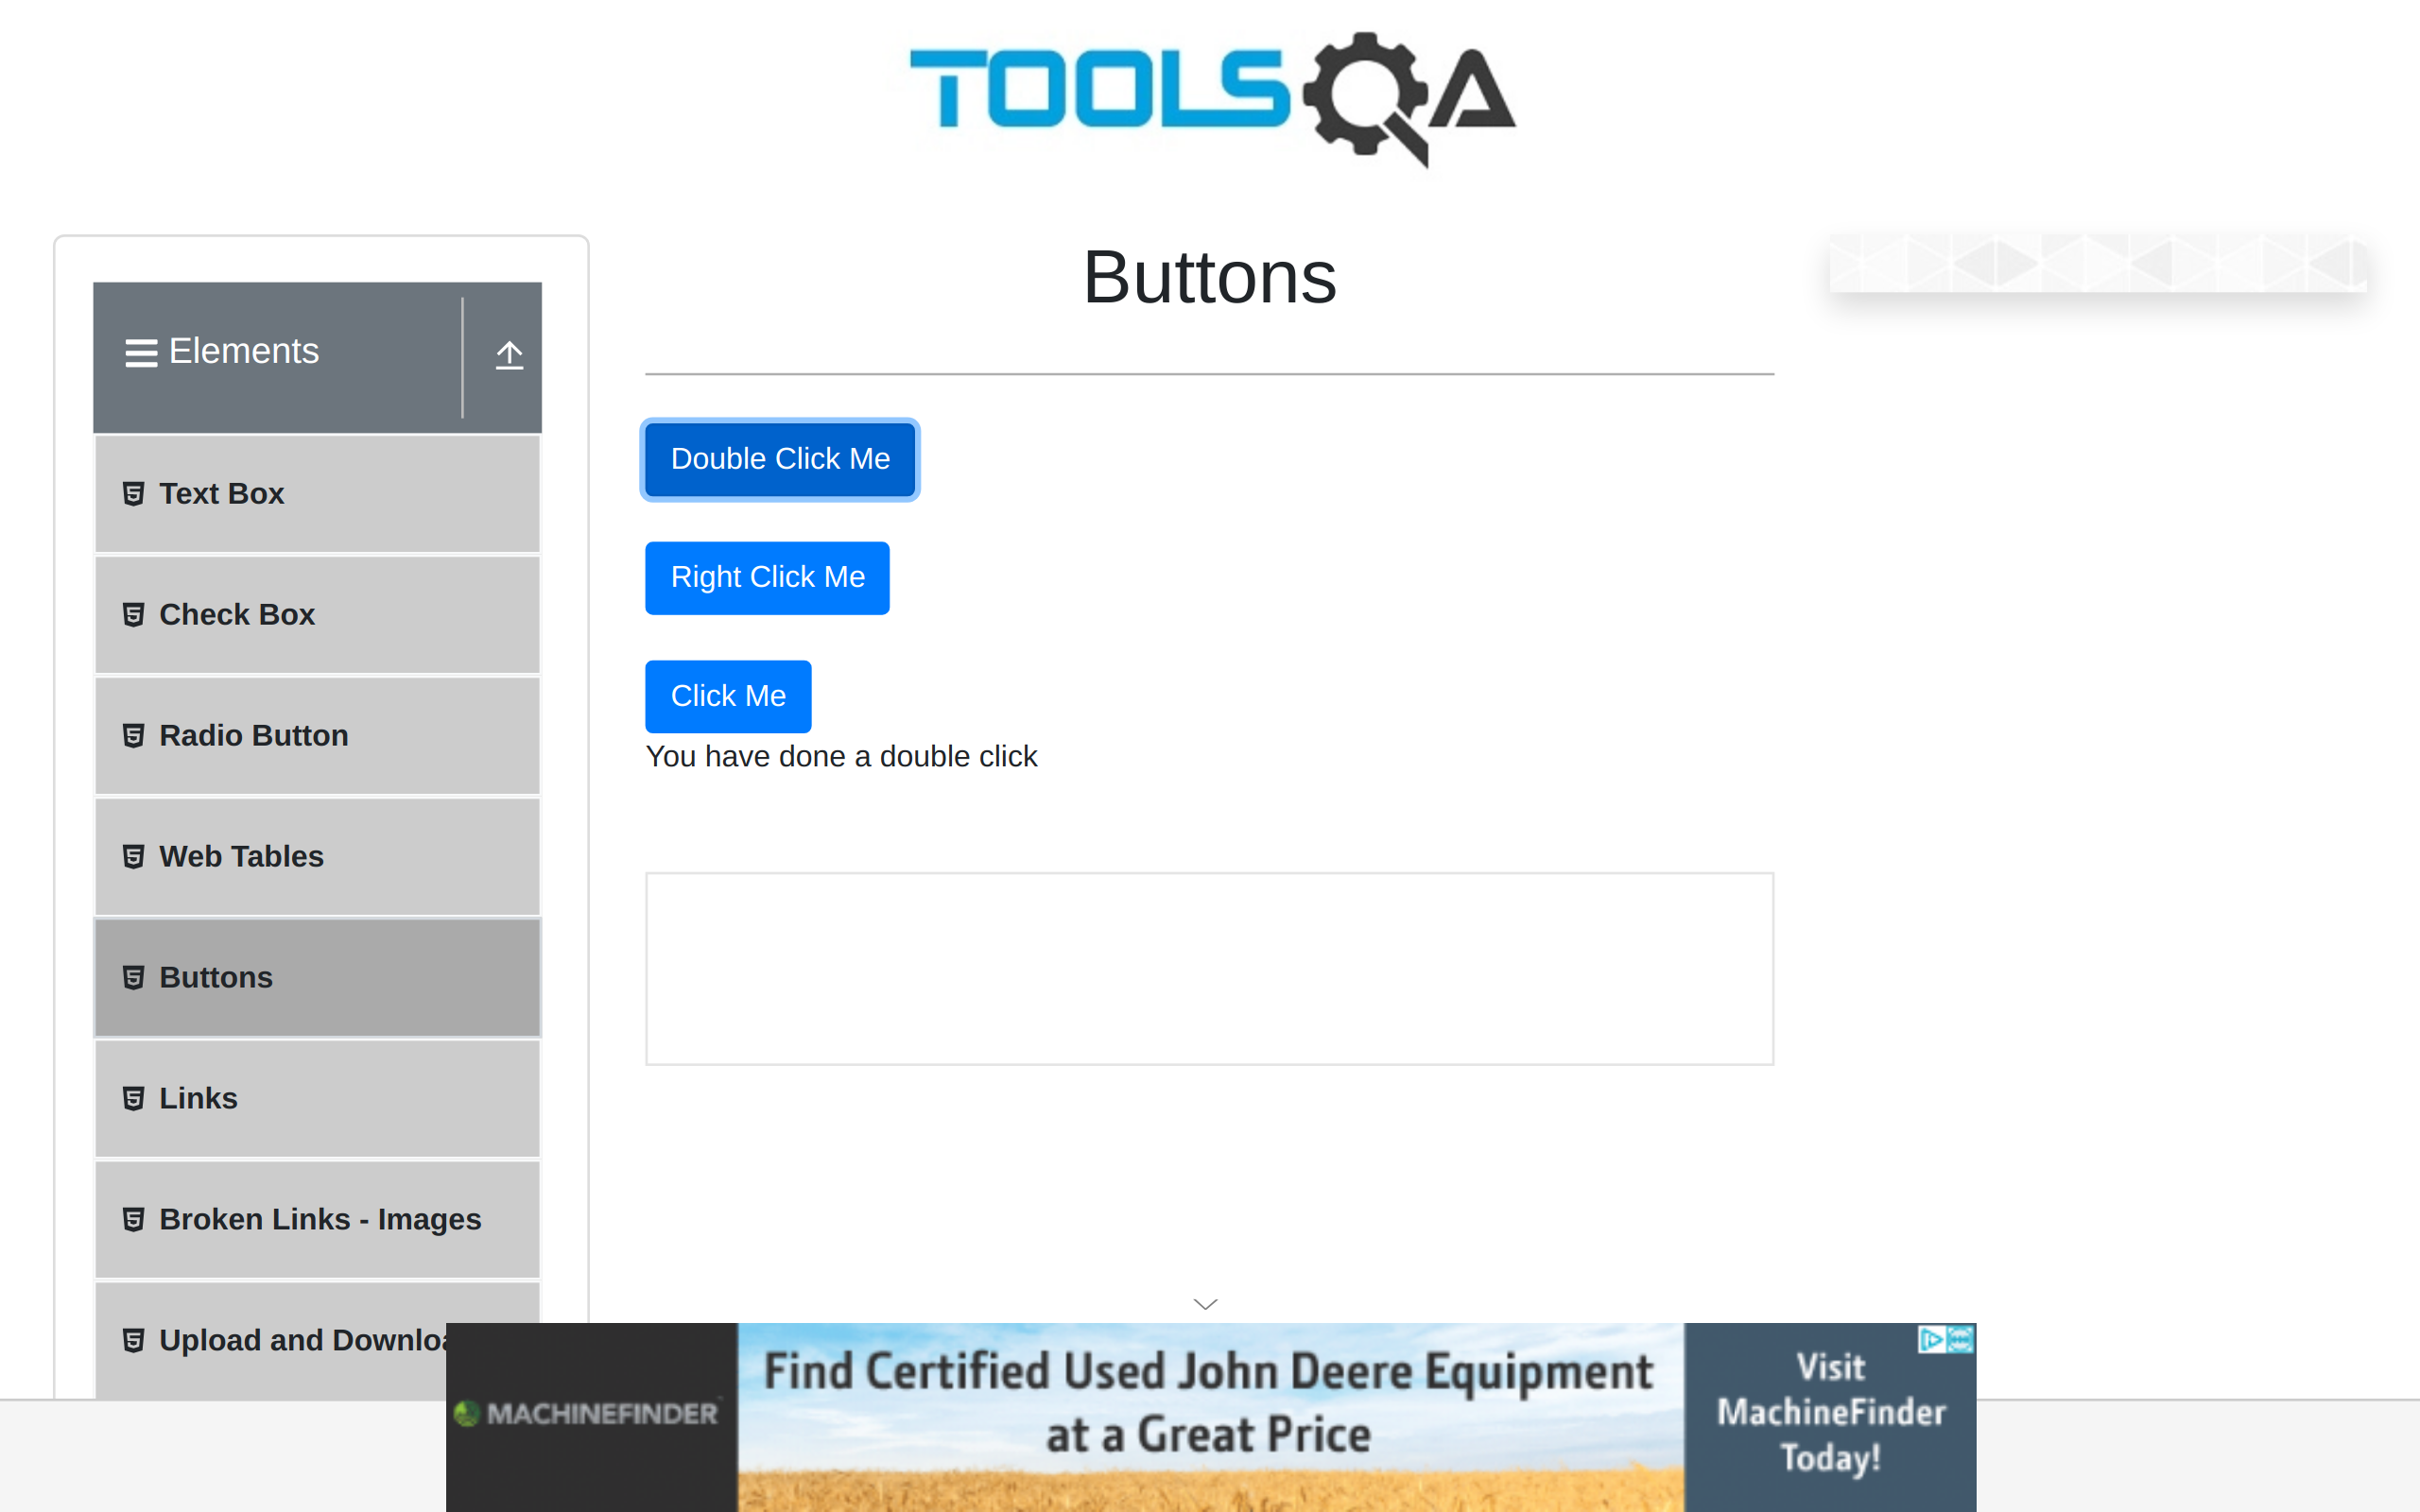 TOOLSQA
Elements
Text Box
Check Box
Radio Button
Web Tables
Buttons
Links
Broken Links - Images
Upload and Downloa
Buttons
Double Click Me
Right Click Me
Click Me
You have done a double click
MACHINEFINDER
Find Certified Used John Deere Equipment
at a Great Price
Visit
MachineFinder
Today!